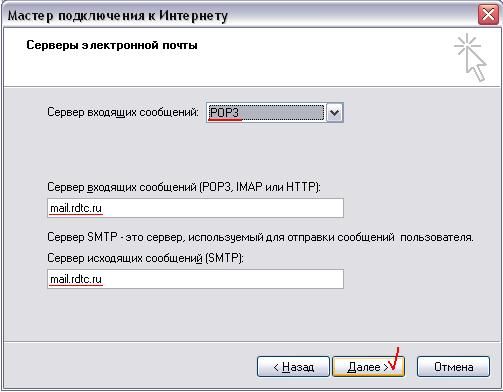 Мастер подключения к Интернету
Серверы электронной почты
Сервер входящих сообщений: POP3
Сервер входящих сообщений (POP3, IMAP или HTTP):
mail.rdtc.ru
Сервер SMTP - это сервер, используемый для отправки сообщений пользователя.
Сервер исходящих сообщений (SMTP):
mail.rdtc.ru
< Назад Далее > Отмена